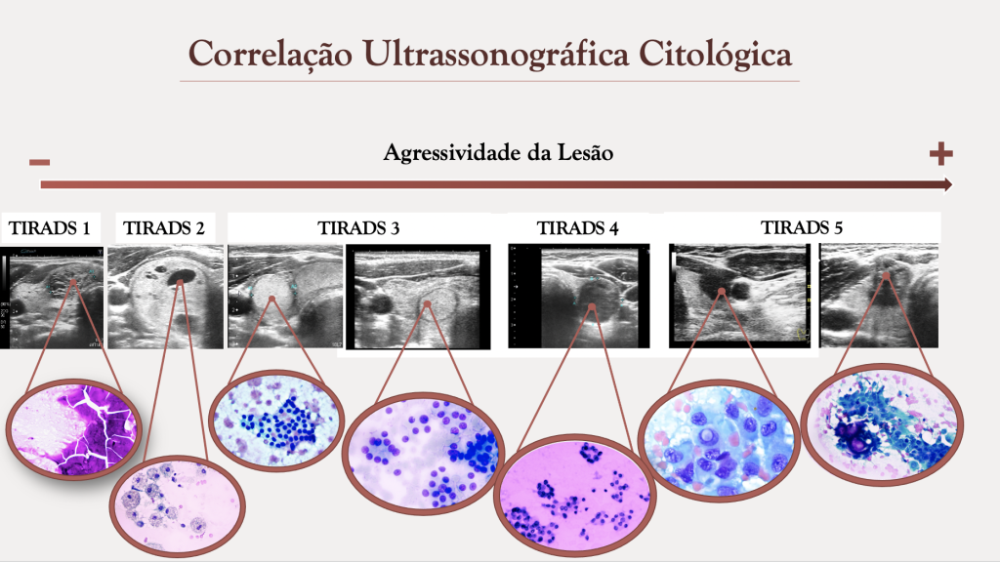 Correlação Ultrassonográfica Citológica
Agressividade da Lesão
TIRADS 1
TIRADS 2
TIRADS 3
TIRADS 4
TIRADS 5